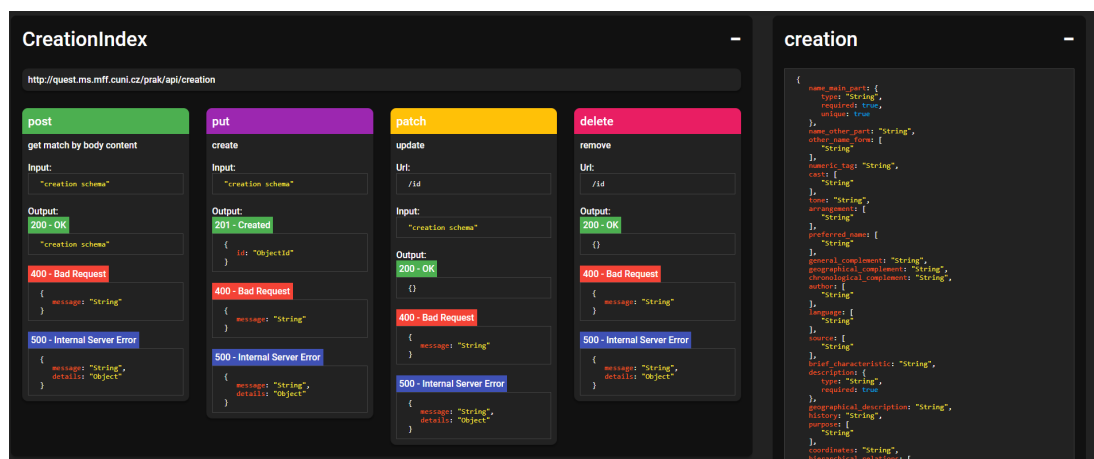 CreationIndex
http://quest.ms.mff.cuni.cz/prak/api/creation
post
get match by body content
Input:
"creation schema"
Output:
200 - OK
"creation schema"
400 - Bad Request
{
message: "String"
}
500 - Internal Server Error
{
message: "String",
details: "Object"
}
put
create
Input:
"creation schema"
Output:
201 - Created
{
id: "ObjectId"
}
400 - Bad Request
{
message: "String"
}
500 - Internal Server Error
{
message: "String",
details: "Object"
}
patch
update
Url:
/id
Input:
"creation schema"
Output:
200 - OK
{}
400 - Bad Request
{
message: "String"
}
500 - Internal Server Error
{
message: "String",
details: "Object"
}
delete
remove
Url:
/id
Output:
200 - OK
{}
400 - Bad Request
{
message: "String"
}
500 - Internal Server Error
{
message: "String",
details: "Object"
}
creation
{
name_main_part: {
type: "String",
required: true,
unique: true
},
name_other_part: "String",
other_name_form: [
"String"
],
numeric_tag: "String",
cast: [
"String"
],
tone: "String",
arrangement: [
"String"
],
preferred_name: [
"String"
],
general_complement: "String",
geographical_complement: "String",
chronological_complement: "String",
author: [
"String"
],
language: [
"String"
],
source: [
"String"
],
brief_characteristic: "String",
description: {
type: "String",
required: true
},
geographical_description: "String",
history: "String",
purpose: [
"String"
],
coordinates: "String",